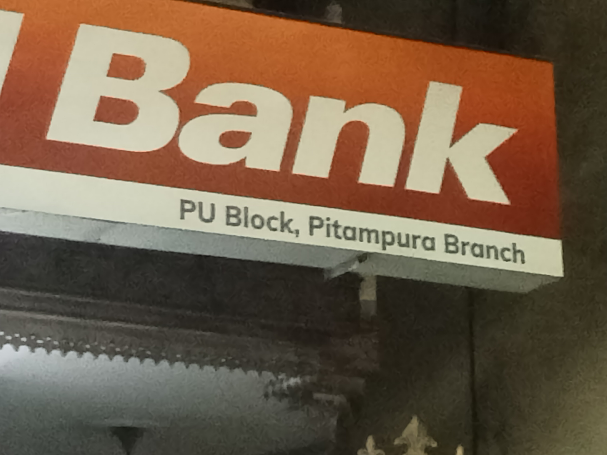 Bank
PU Block, Pitampura Branch